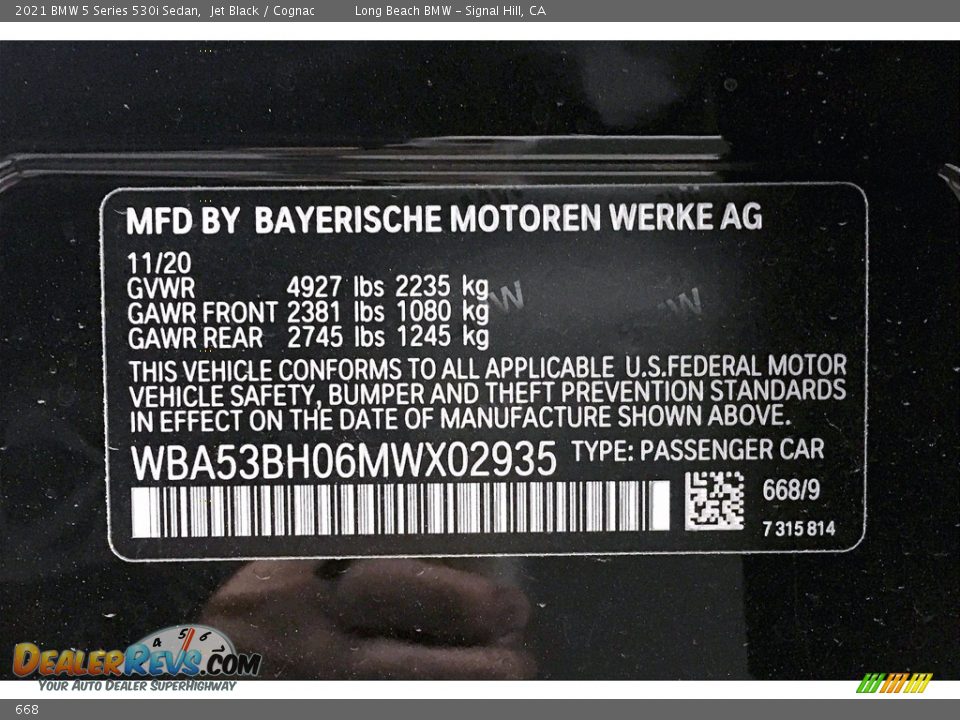 2021 BMW 5 Series 530i Sedan, Jet Black / Cognac Long Beach BMW - Signal Hill, CA
MFD BY BAYERISCHE MOTOREN WERKE AG
11/20
GVWR 4927 lbs 2235 kg
GAWR FRONT 2381 lbs 1080 kg
GAWR REAR 2745 lbs 1245 kg
THIS VEHICLE CONFORMS TO ALL APPLICABLE U.S.FEDERAL MOTOR
VEHICLE SAFETY, BUMPER AND THEFT PREVENTION STANDARDS
IN EFFECT ON THE DATE OF MANUFACTURE SHOWN ABOVE.
WBA53BH06MWX02935 TYPE: PASSENGER CAR
668/9
7 315 814
4 5 6
DEALERREVS.COM
YOUR AUTO DEALER SUPERHIGHWAY
668